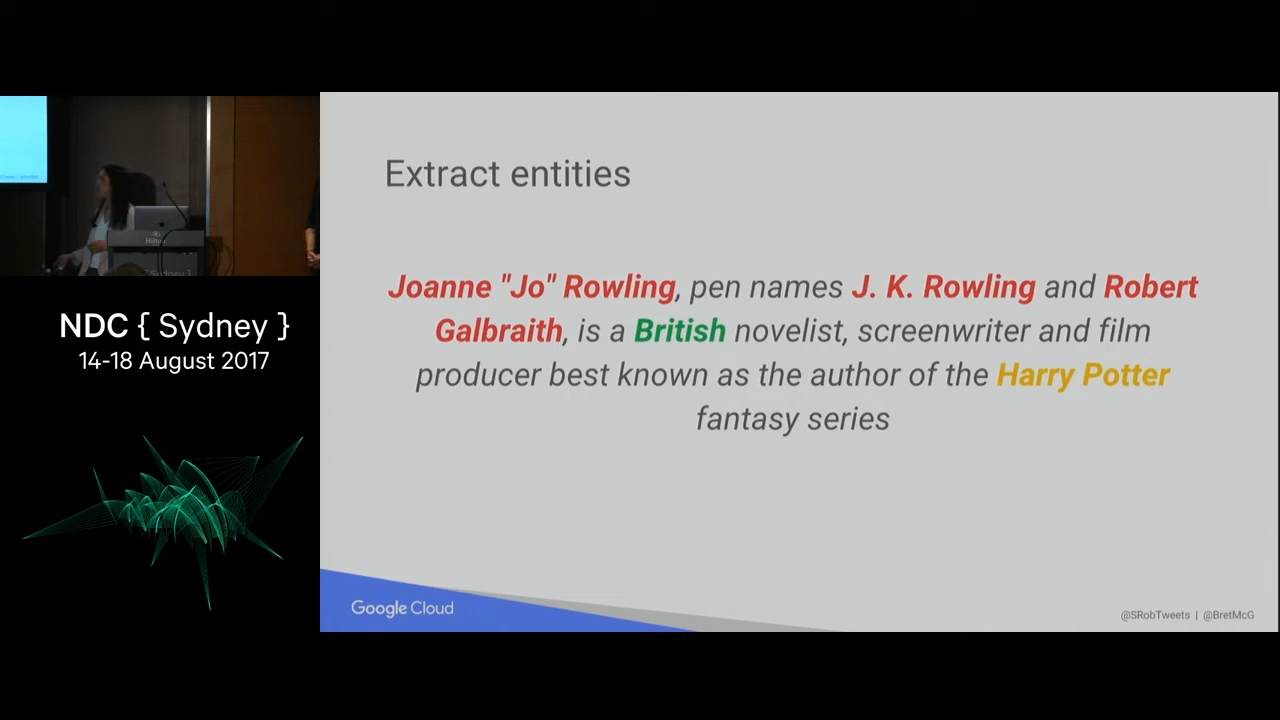 Hilton
Sydney }
NDC { Sydney }
14-18 August 2017
Extract entities
Joanne "Jo" Rowling, pen names J. K. Rowling and Robert
Galbraith, is a British novelist, screenwriter and film
producer best known as the author of the Harry Potter
fantasy series
Google Cloud
@SRobTweets | @BretMcG